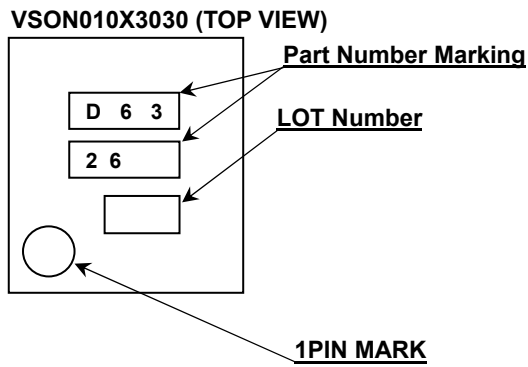 VSON010X3030 (TOP VIEW)
Part Number Marking
D 6 3
LOT Number
2 6
1PIN MARK